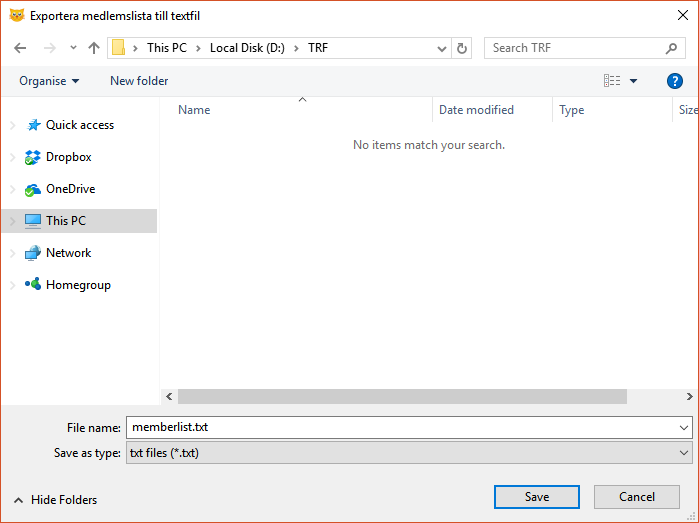 Exportera medlemslista till textfil
This PC Local Disk (D:) TRF Search TRF
Organise New folder ?
Name Date modified Type Size
No items match your search.
Quick access
Dropbox
OneDrive
This PC
Network
Homegroup
File name: memberlist.txt
Save as type: txt files (*.txt)
Hide Folders Save Cancel